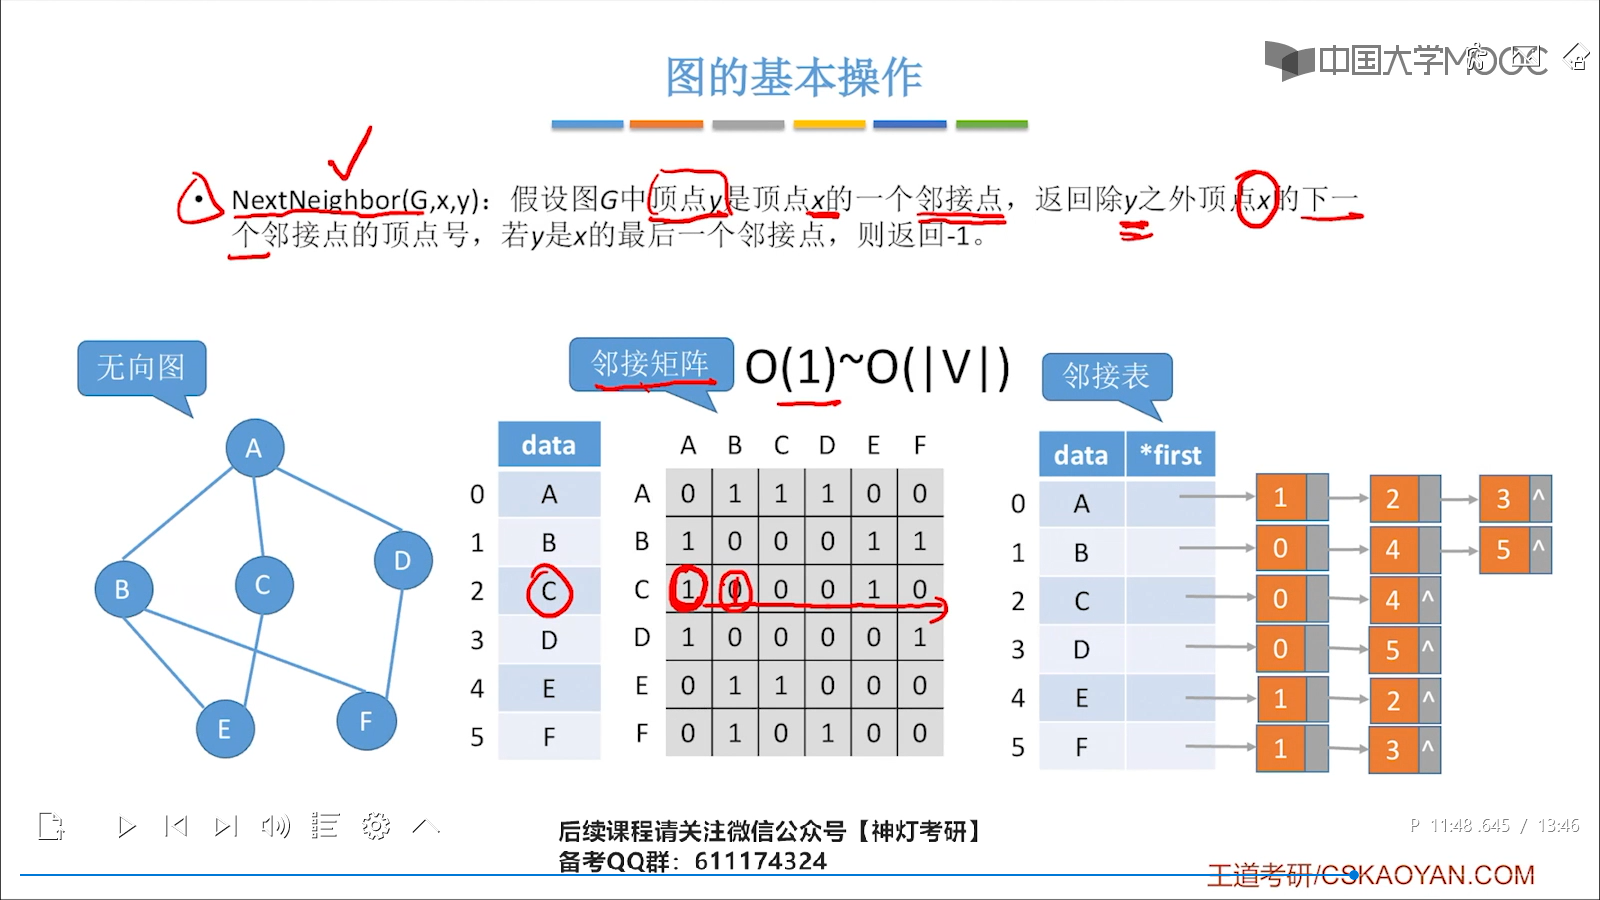 中国大学MOOC
图的基本操作
• NextNeighbor(G,x,y)：假设图G中顶点y是顶点x的一个邻接点，返回除y之外顶点x的下一
个邻接点的顶点号，若y是x的最后一个邻接点，则返回-1。
无向图
A
B
C
D
E
F
邻接矩阵
O(1)~O(|V|)
data
0 A
1 B
2 C
3 D
4 E
5 F
A B C D E F
A 0 1 1 1 0 0
B 1 0 0 0 1 1
C 1 0 0 0 1 0
D 1 0 0 0 0 1
E 0 1 1 0 0 0
F 0 1 0 1 0 0
邻接表
data *first
0 A 1 2 3 ^
1 B 0 4 5 ^
2 C 0 4 ^
3 D 0 5 ^
4 E 1 2 ^
5 F 1 3 ^
后续课程请关注微信公众号【神灯考研】
备考QQ群：611174324
P 11:48.645 / 13:46
王道考研/CSKAOYAN.COM